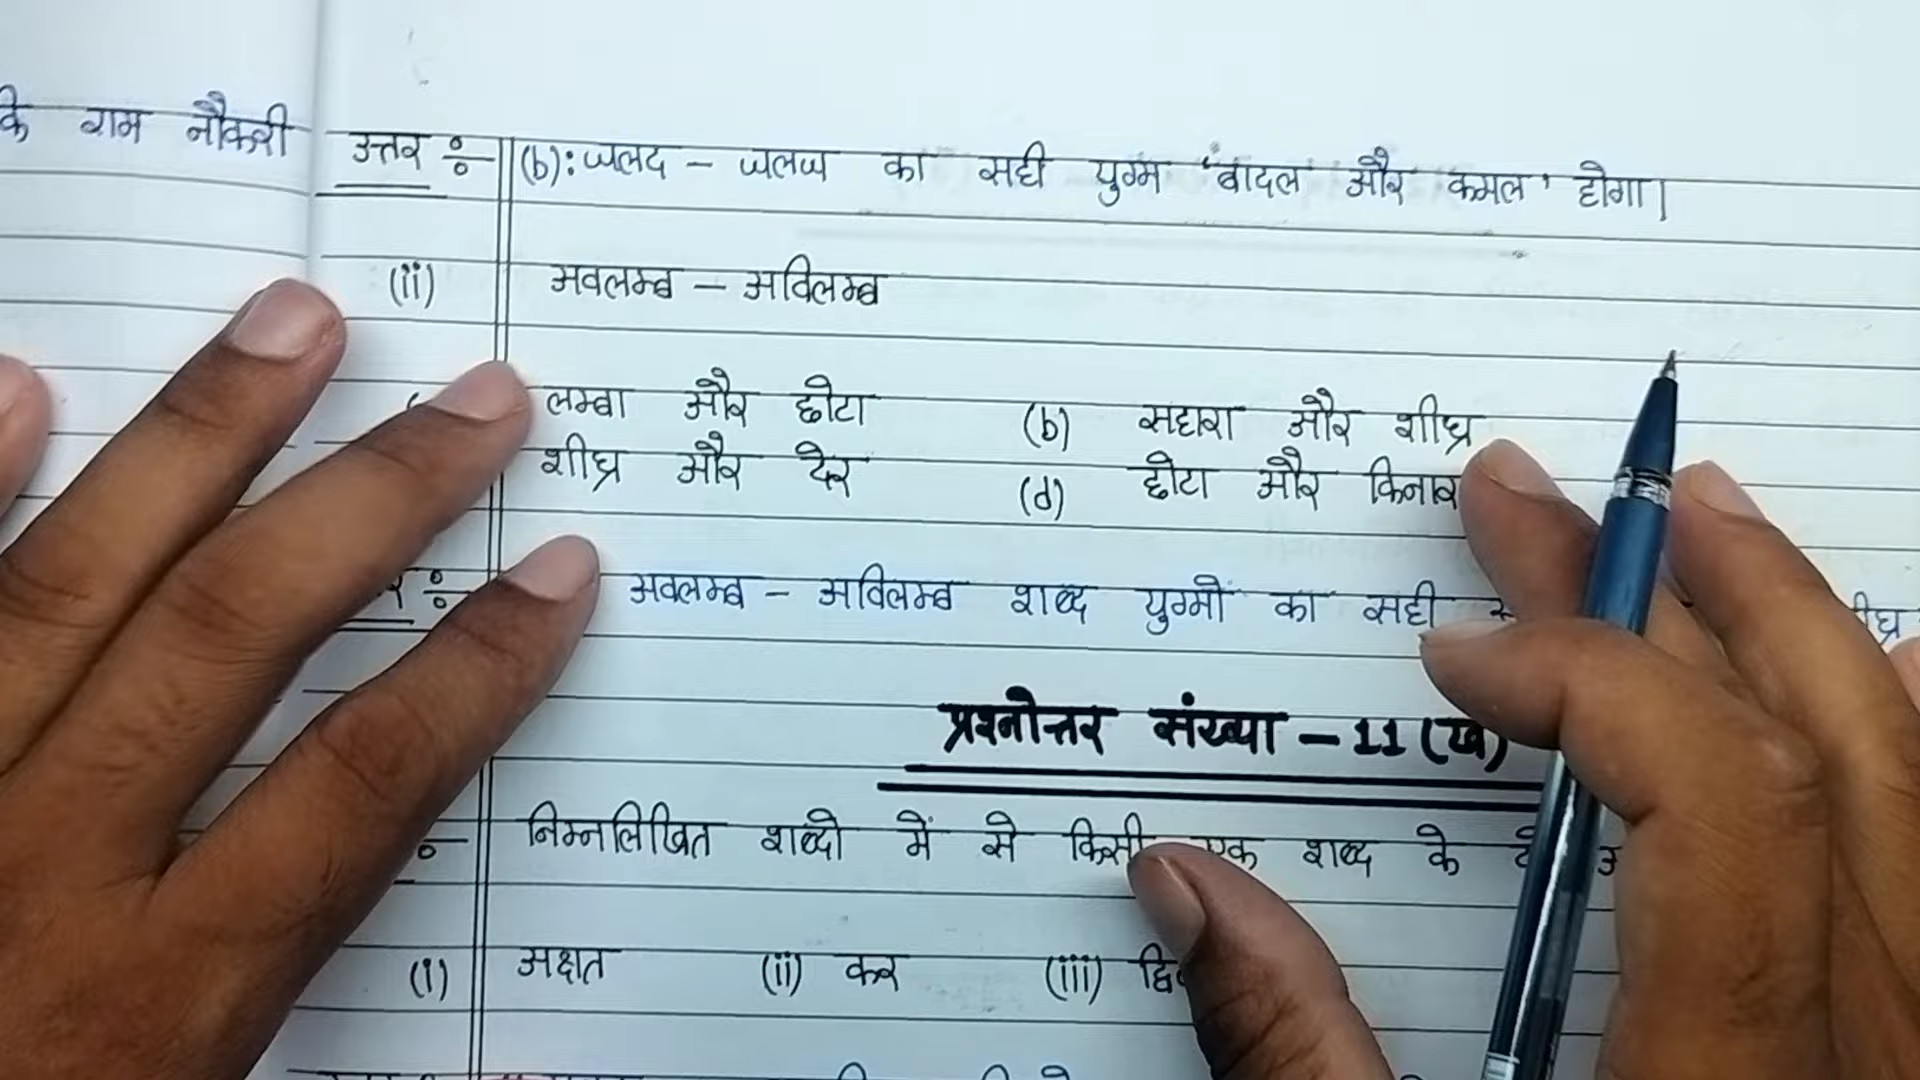 के राम नौकरी
उत्तर ÷ (b): जलद - जलज का सही युग्म 'बादल और कमल' होगा।
(ii) अवलम्ब - अविलम्ब
लम्बा और छोटा (b) सहारा और शीघ्र
शीघ्र और देर (d) छोटा और किनार
अवलम्ब - अविलम्ब शब्द युग्मों का सही
प्रश्नोत्तर संख्या - 11 (ख)
निम्नलिखित शब्दो में से किसी एक शब्द के
(i) अक्षत (ii) कर (iii)